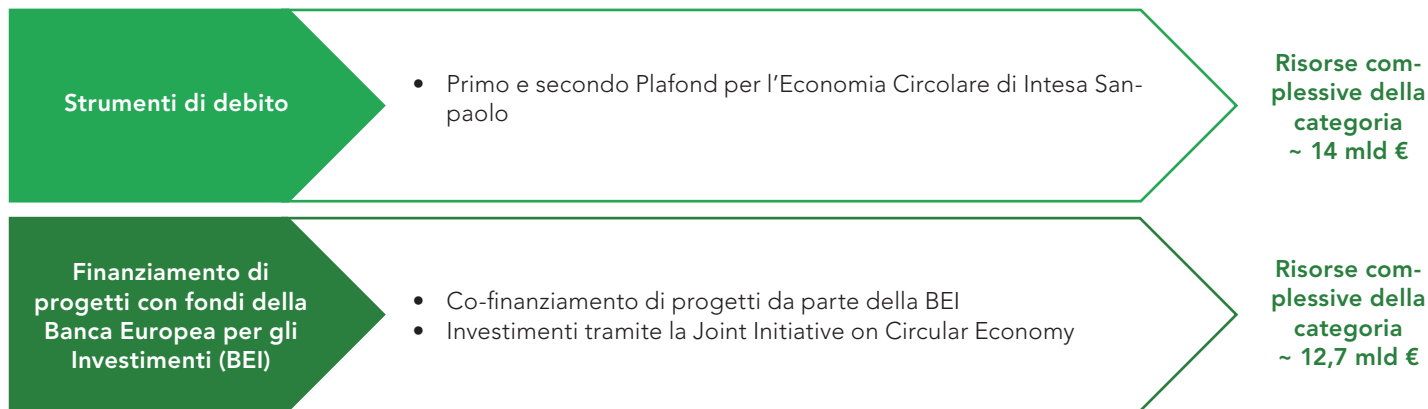 Strumenti di debito
• Primo e secondo Plafond per l’Economia Circolare di Intesa San-
paolo
Risorse com-
plessive della
categoria
~ 14 mld €
Finanziamento di
progetti con fondi della
Banca Europea per gli
Investimenti (BEI)
• Co-finanziamento di progetti da parte della BEI
• Investimenti tramite la Joint Initiative on Circular Economy
Risorse com-
plessive della
categoria
~ 12,7 mld €